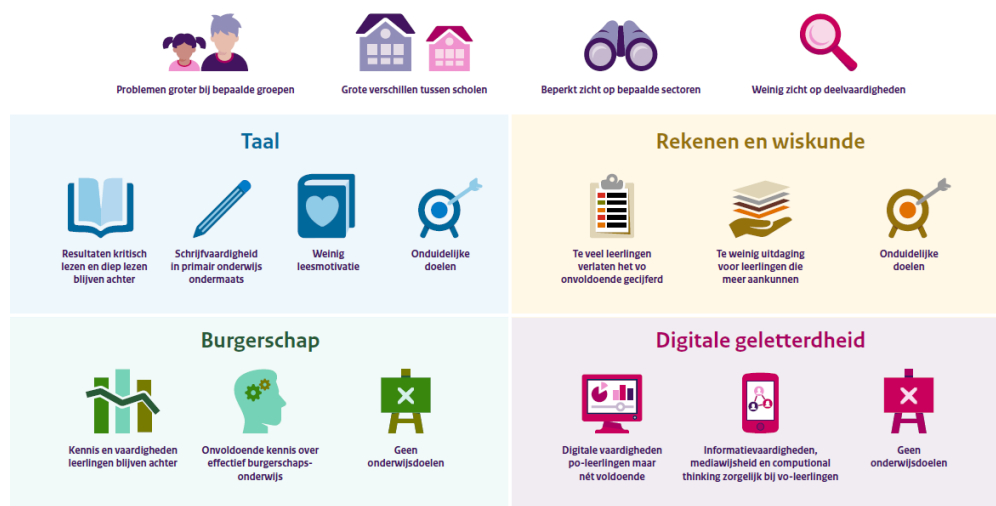 Problemen groter bij bepaalde groepen
Grote verschillen tussen scholen
Beperkt zicht op bepaalde sectoren
Weinig zicht op deelvaardigheden
Taal
Resultaten kritisch
lezen en diep lezen
blijven achter
Schrijfvaardigheid
in primair onderwijs
ondermaats
Weinig
leesmotivatie
Onduidelijke
doelen
Rekenen en wiskunde
Te veel leerlingen
verlaten het vo
onvoldoende gecijferd
Te weinig uitdaging
voor leerlingen die
meer aankunnen
Onduidelijke
doelen
Burgerschap
Kennis en vaardigheden
leerlingen blijven achter
Onvoldoende kennis over
effectief burgerschaps-
onderwijs
Geen
onderwijsdoelen
Digitale geletterdheid
Digitale vaardigheden
po-leerlingen maar
nét voldoende
Informatievaardigheden,
mediawijsheid en computional
thinking zorgelijk bij vo-leerlingen
Geen
onderwijsdoelen